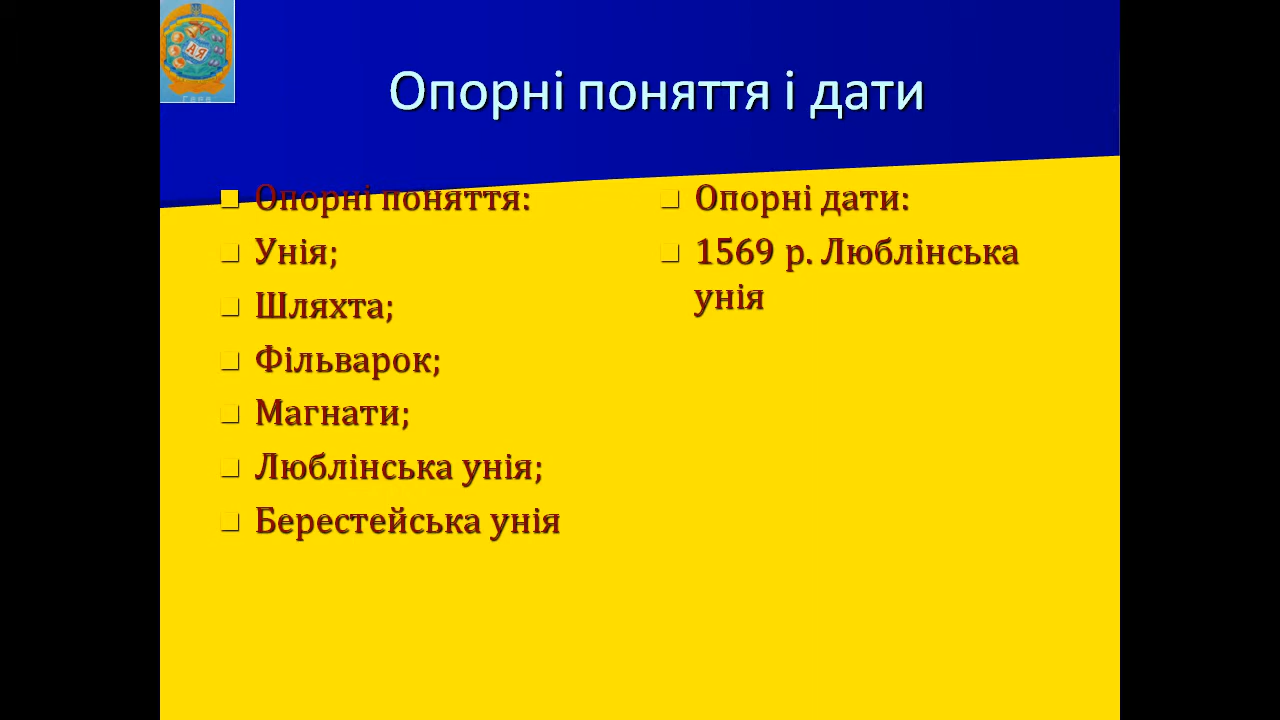 Опорні поняття і дати
Опорні поняття:
Унія;
Шляхта;
Фільварок;
Магнати;
Люблінська унія;
Берестейська унія
Опорні дати:
1569 р. Люблінська
унія